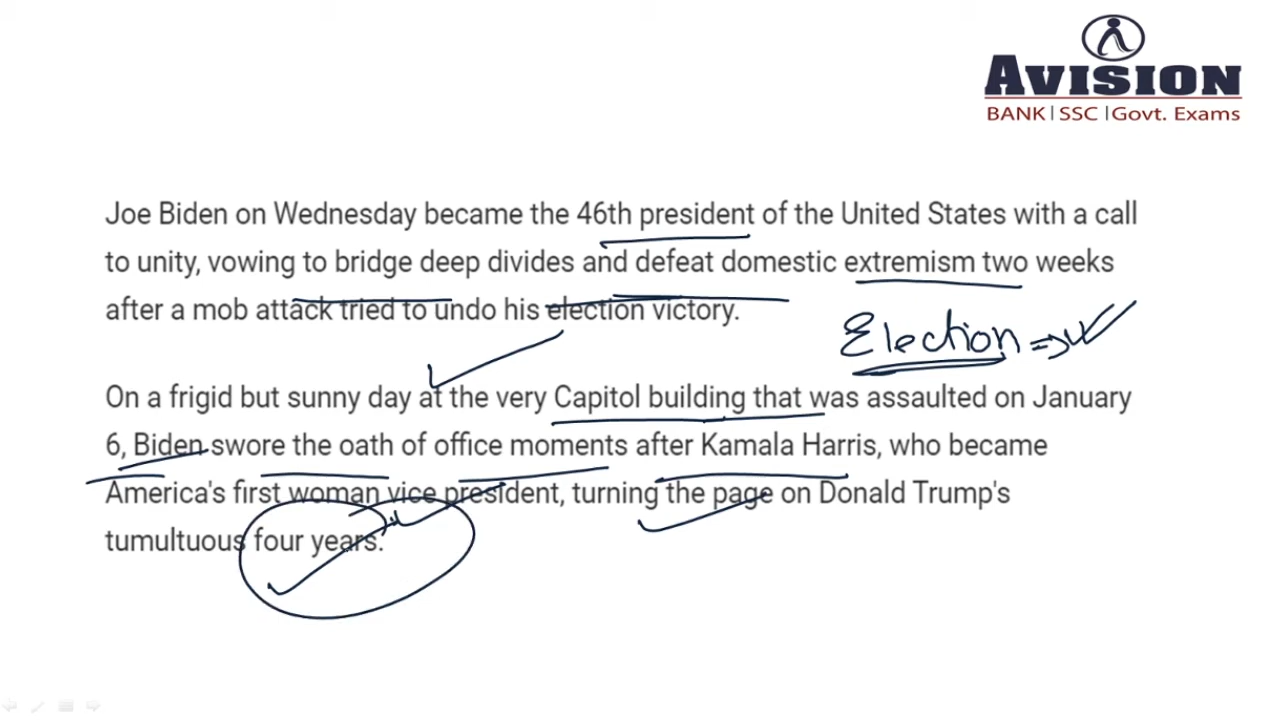 AVISION
BANK | SSC | Govt. Exams
Joe Biden on Wednesday became the 46th president of the United States with a call
to unity, vowing to bridge deep divides and defeat domestic extremism two weeks
after a mob attack tried to undo his election victory.
Election
On a frigid but sunny day at the very Capitol building that was assaulted on January
6, Biden swore the oath of office moments after Kamala Harris, who became
America's first woman vice president, turning the page on Donald Trump's
tumultuous four years.